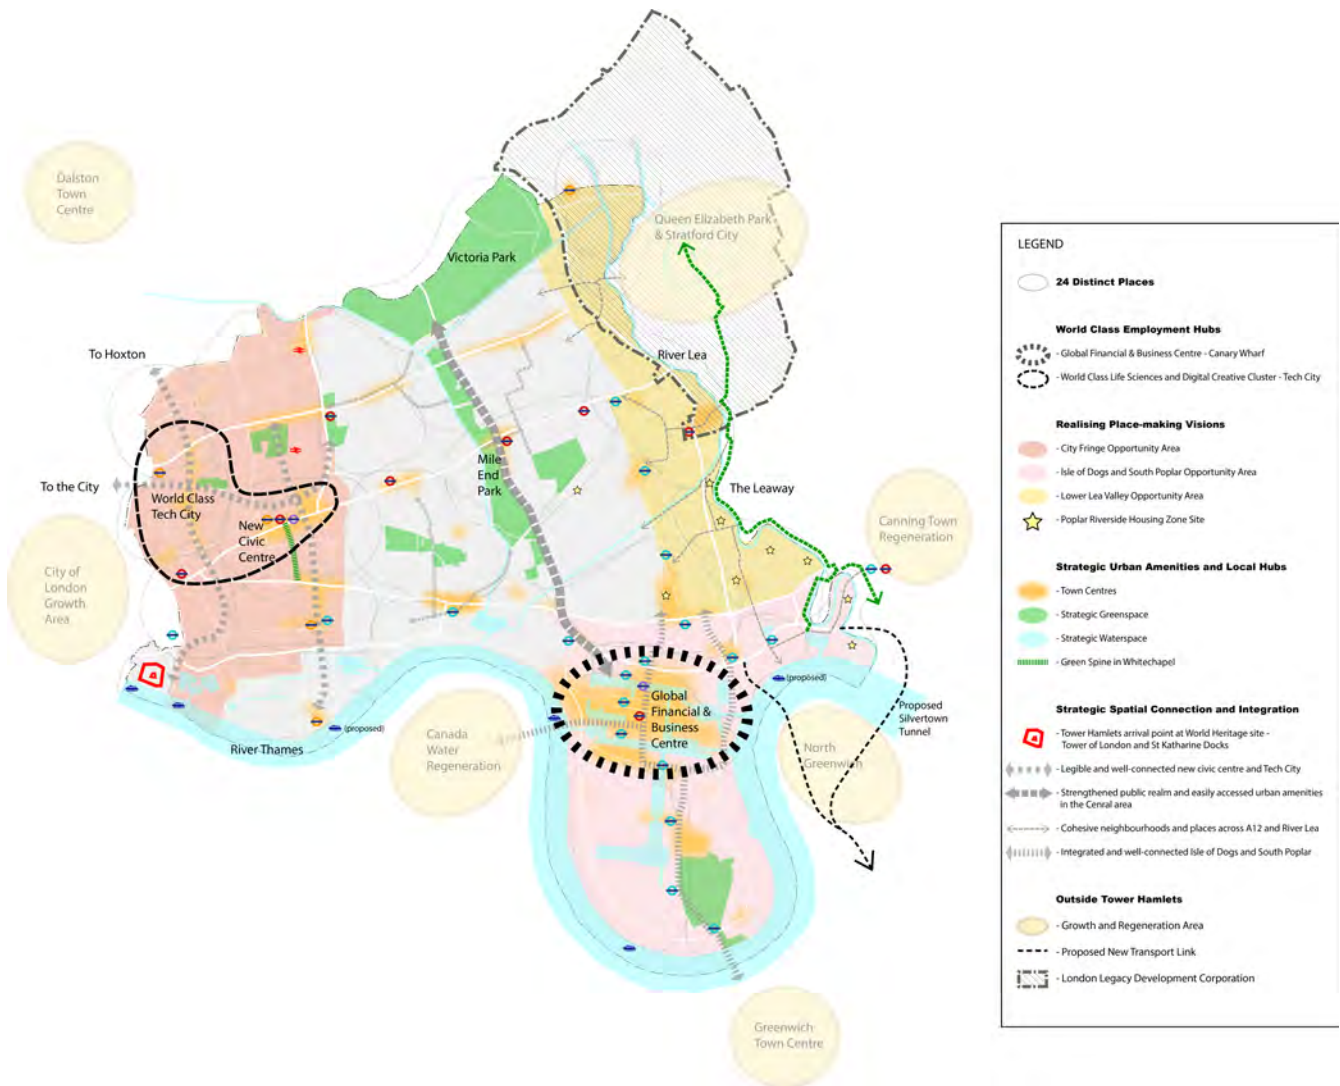 Dalston
Town
Centre
Queen Elizabeth Park
& Stratford City
Victoria Park
To Hoxton
River Lea
Mile
End
Park
To the City
World Class
Tech City
The Leaway
New
Civic
Centre
Canning Town
Regeneration
City of
London
Growth
Area
Global
Financial &
Business
Centre
(proposed)
(proposed)
Proposed
Silvertown
Tunnel
River Thames
Canada
Water
Regeneration
North
Greenwich
Greenwich
Town Centre
LEGEND
24 Distinct Places
World Class Employment Hubs
- Global Financial & Business Centre - Canary Wharf
- World Class Life Sciences and Digital Creative Cluster - Tech City
Realising Place-making Visions
- City Fringe Opportunity Area
- Isle of Dogs and South Poplar Opportunity Area
- Lower Lea Valley Opportunity Area
- Poplar Riverside Housing Zone Site
Strategic Urban Amenities and Local Hubs
- Town Centres
- Strategic Greenspace
- Strategic Waterspace
- Green Spine in Whitechapel
Strategic Spatial Connection and Integration
- Tower Hamlets arrival point at World Heritage site -
Tower of London and St Katharine Docks
- Legible and well-connected new civic centre and Tech City
- Strengthened public realm and easily accessed urban amenities
in the Cenral area
- Cohesive neighbourhoods and places across A12 and River Lea
- Integrated and well-connected Isle of Dogs and South Poplar
Outside Tower Hamlets
- Growth and Regeneration Area
- Proposed New Transport Link
- London Legacy Development Corporation